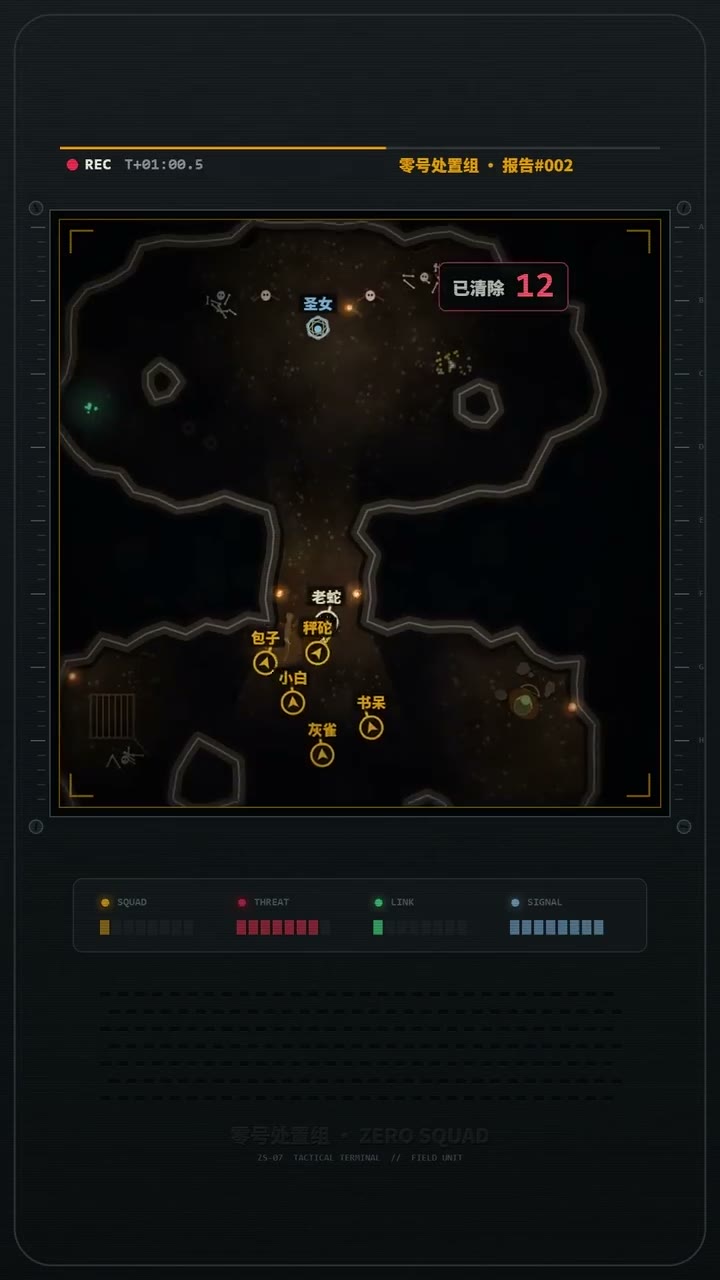 REC T+01:00.5
零号处置组 • 报告#002
已清除 12
圣女
老蛇
秤砣
包子
小白
书呆
灰雀
SQUAD THREAT LINK SIGNAL
零号处置组 • ZERO SQUAD
ZS-07 TACTICAL TERMINAL // FIELD UNIT
A
B
C
D
E
F
G
H